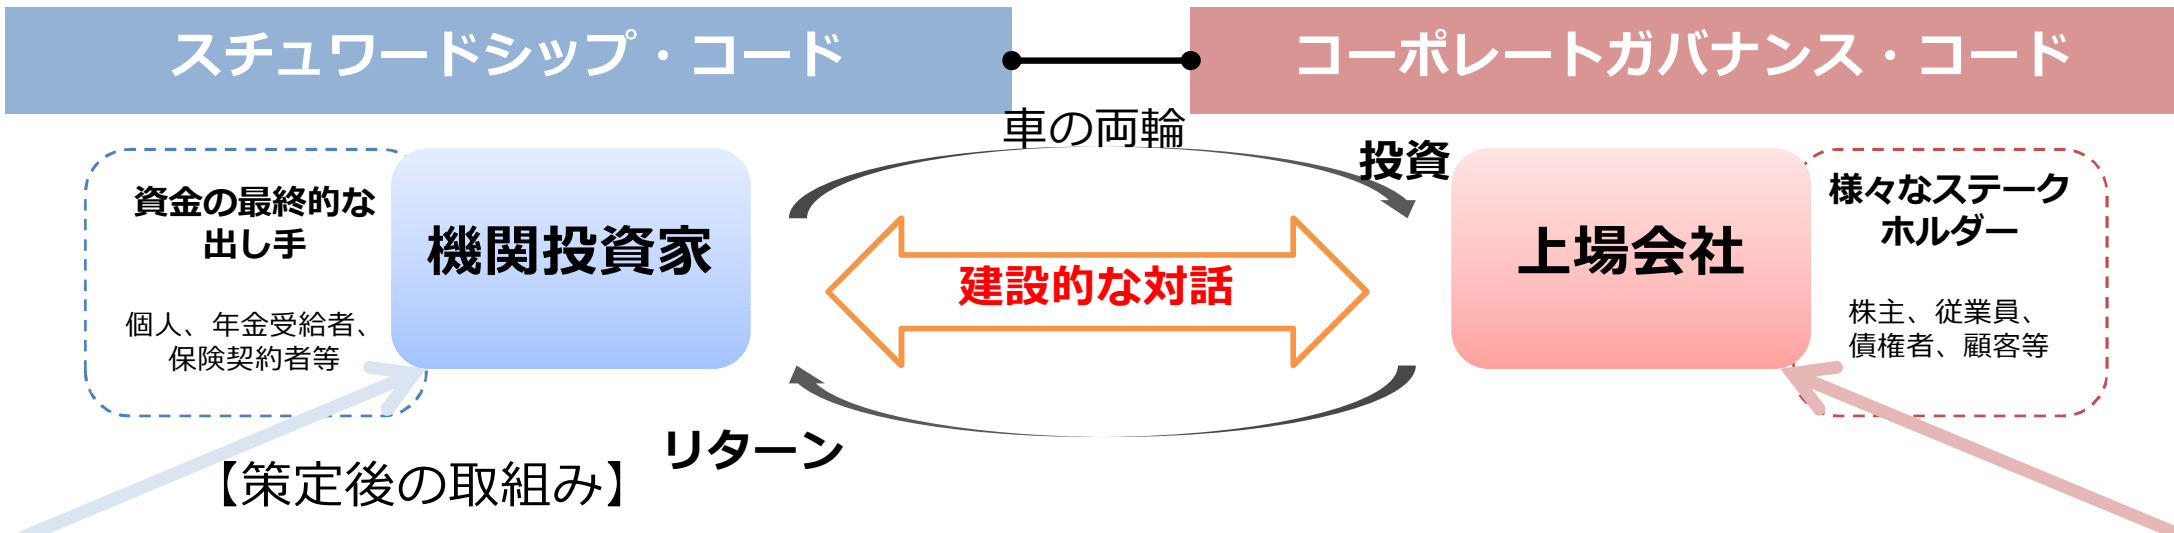 スチュワードシップ・コード
コーポレートガバナンス・コード
車の両輪
投資
資金の最終的な
出し手
個人、年金受給者、
保険契約者等
機関投資家
建設的な対話
上場会社
様々なステーク
ホルダー
株主、従業員、
債権者、顧客等
リターン
【策定後の取組み】